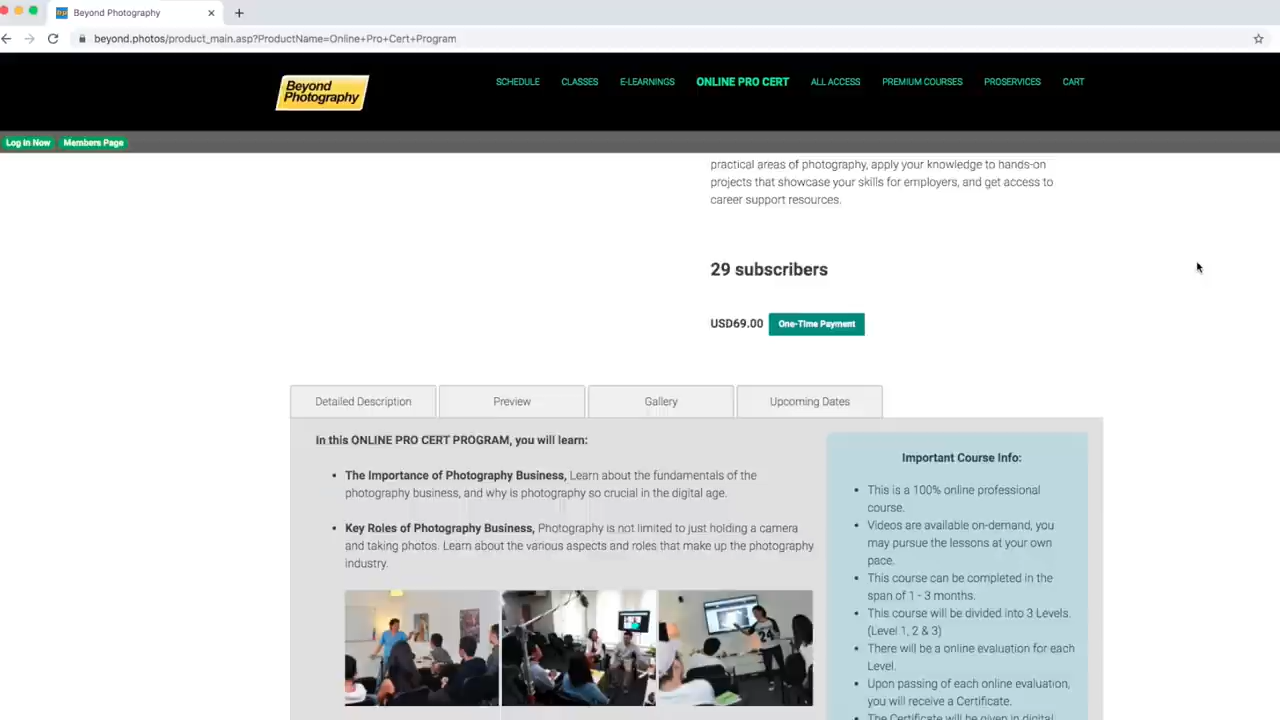 Beyond Photography
beyond.photos/product_main.asp?ProductName=Online+Pro+Cert+Program
Beyond
Photography
SCHEDULE CLASSES E-LEARNINGS ONLINE PRO CERT ALL ACCESS PREMIUM COURSES PROSERVICES CART
Log In Now Members Page
practical areas of photography, apply your knowledge to hands-on
projects that showcase your skills for employers, and get access to
career support resources.
29 subscribers
USD69.00 One-Time Payment
Detailed Description Preview Gallery Upcoming Dates
In this ONLINE PRO CERT PROGRAM, you will learn:
• The Importance of Photography Business, Learn about the fundamentals of the
photography business, and why is photography so crucial in the digital age.
• Key Roles of Photography Business, Photography is not limited to just holding a camera
and taking photos. Learn about the various aspects and roles that make up the photography
industry.
24
Important Course Info:
• This is a 100% online professional
course.
• Videos are available on-demand, you
may pursue the lessons at your own
pace.
• This course can be completed in the
span of 1 - 3 months.
• This course will be divided into 3 Levels.
(Level 1, 2 & 3)
• There will be a online evaluation for each
Level.
• Upon passing of each online evaluation,
you will receive a Certificate.
• The Certificate will be given in digital